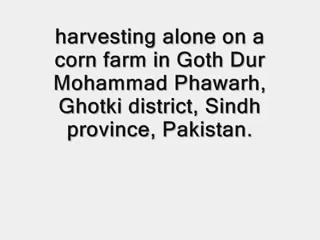 harvesting alone on a
corn farm in Goth Dur
Mohammad Phawarh,
Ghotki district, Sindh
province, Pakistan.